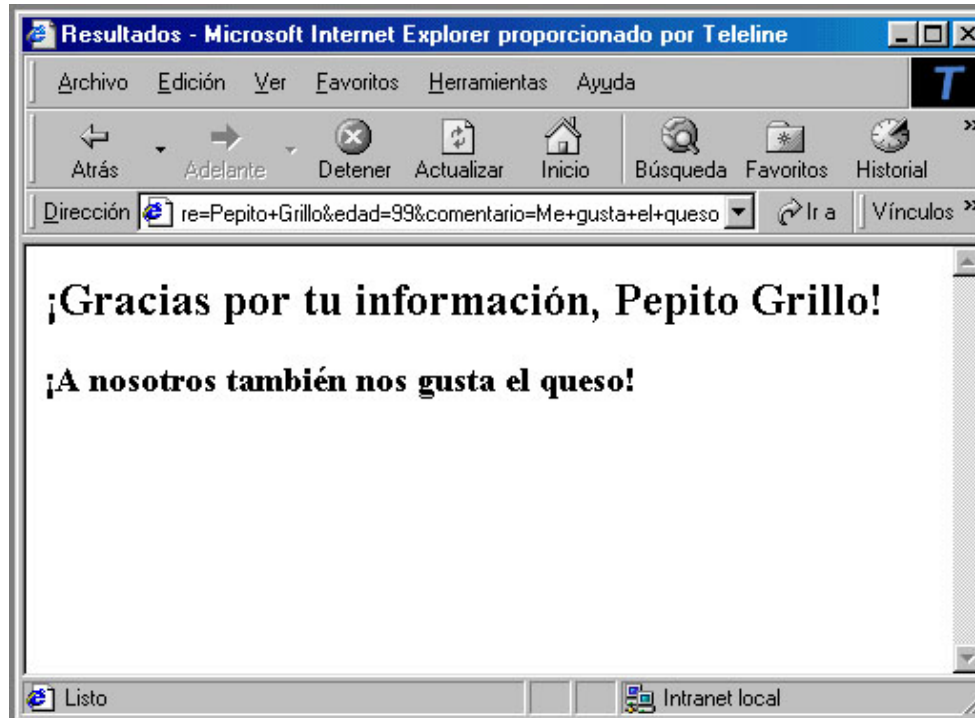 Resultados - Microsoft Internet Explorer proporcionado por Teleline
Archivo Edición Ver Favoritos Herramientas Ayuda
T
Atrás Adelante Detener Actualizar Inicio Búsqueda Favoritos Historial »
Dirección re=Pepito+Grillo&edad=99&comentario=Me+gusta+el+queso Ir a Vínculos »
¡Gracias por tu información, Pepito Grillo!
¡A nosotros también nos gusta el queso!
Listo Intranet local